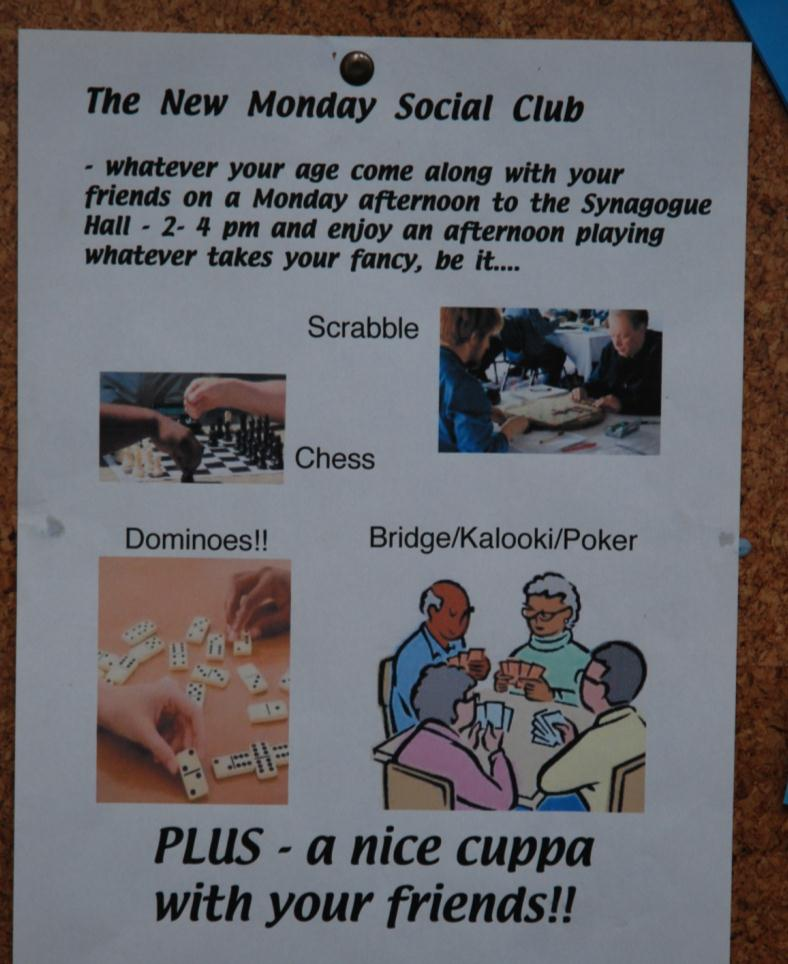 The New Monday Social Club
- whatever your age come along with your
friends on a Monday afternoon to the Synagogue
Hall - 2- 4 pm and enjoy an afternoon playing
whatever takes your fancy, be it....
Scrabble
Chess
Dominoes!!
Bridge/Kalooki/Poker
PLUS - a nice cuppa
with your friends!!